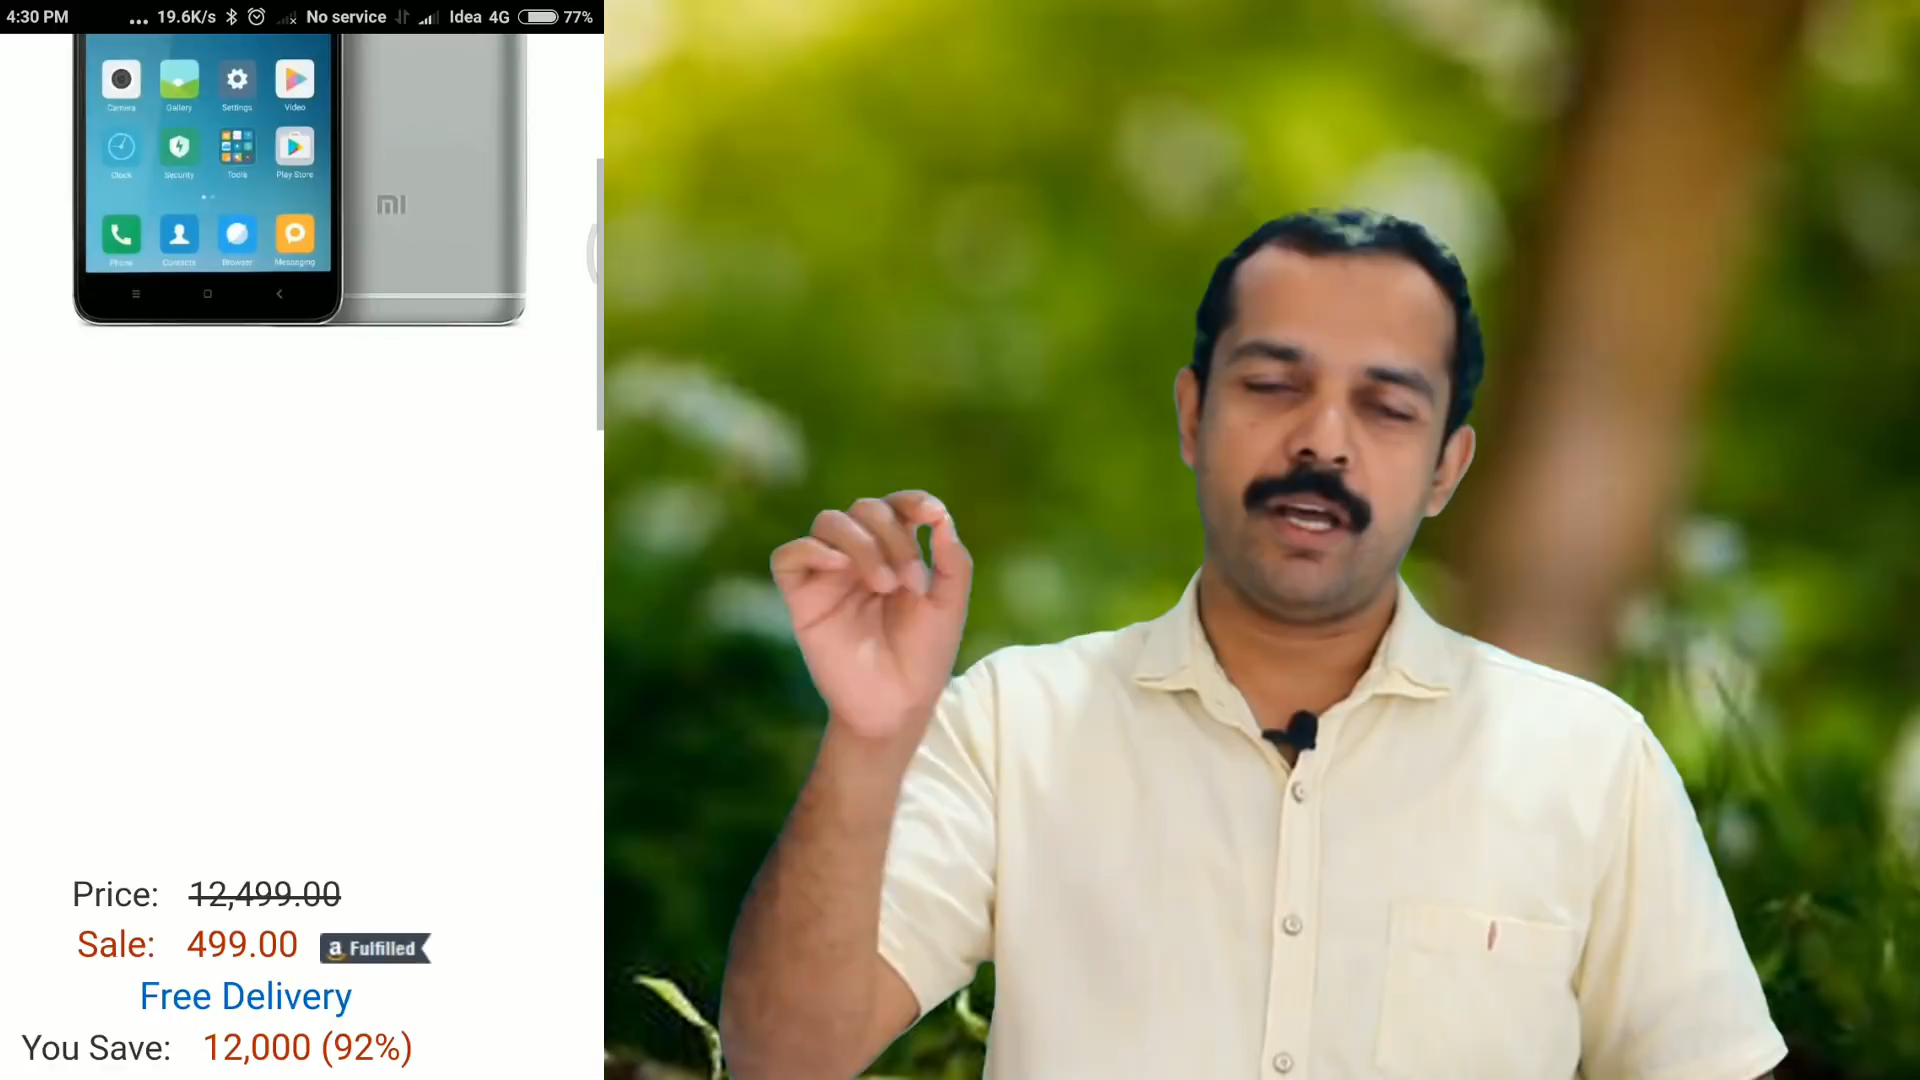 4:30 PM ... 19.6K/s No service Idea 4G 77%
Camera Gallery Settings Video
Clock Security Tools Play Store
MI
Phone Contacts Browser Messaging
Price: 12,499.00
Sale: 499.00 a Fulfilled
Free Delivery
You Save: 12,000 (92%)